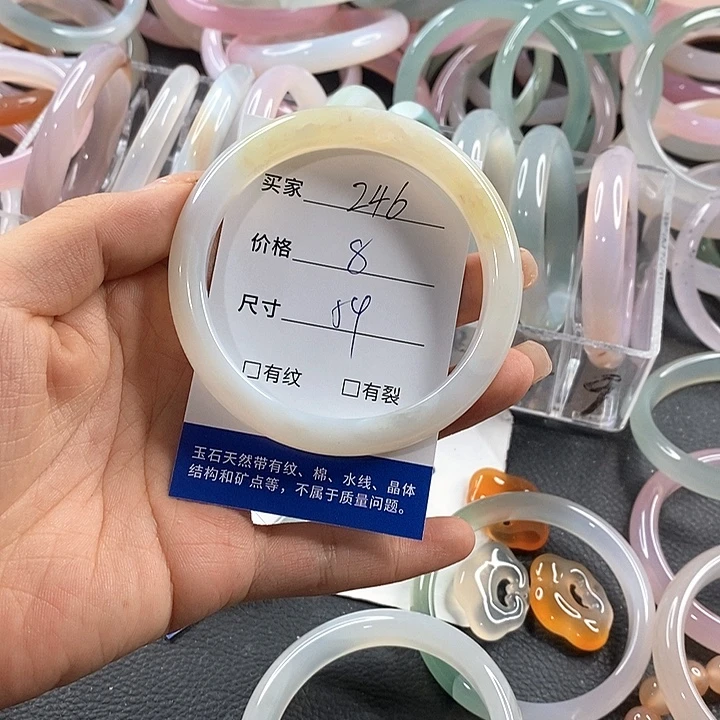 买家 246
价格 8
尺寸 54
□有纹 □有裂
玉石天然带有纹、棉、水线、晶体
结构和矿点等，不属于质量问题。
9